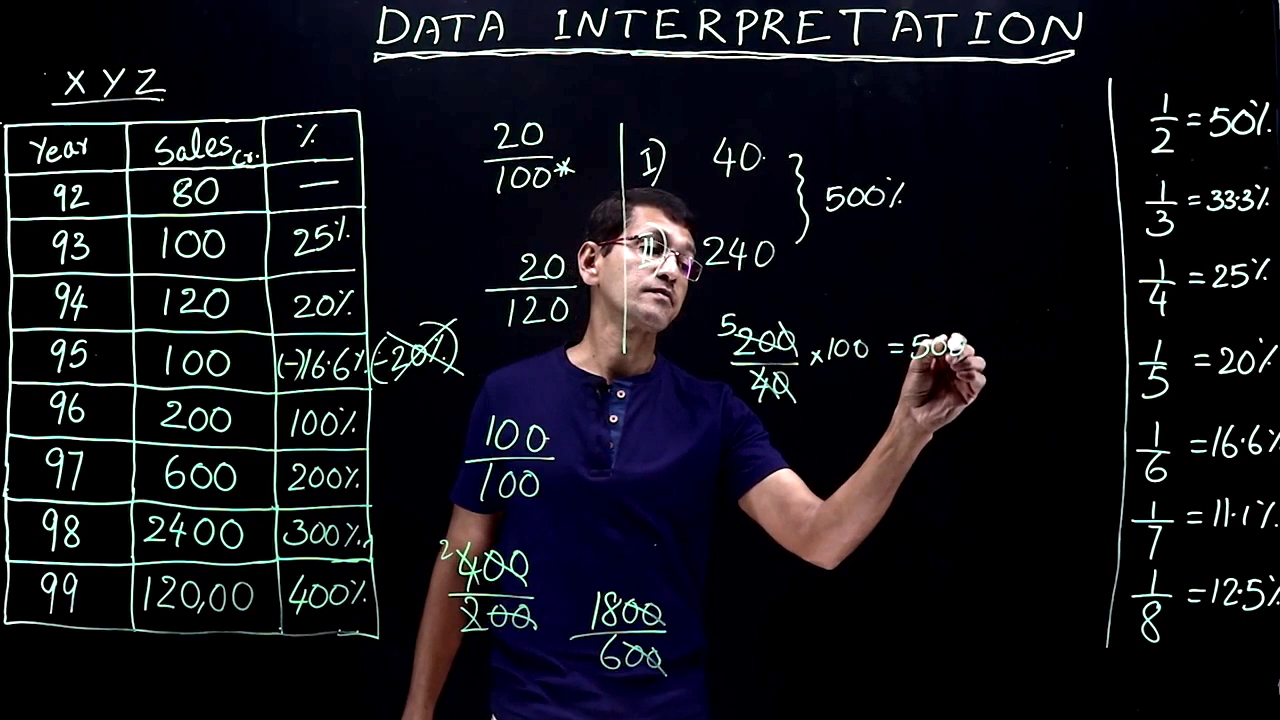 DATA INTERPRETATION
X Y Z
Year Sales Cr. %
92 80 —
93 100 25%
94 120 20%
95 100 (-)16.6% (-20%)
96 200 100%
97 600 200%
98 2400 300%
99 120,00 400%
20
100*
20
120
100
100
2 400
200
1800
600
I) 40
500%
II 240
5 200
40
×100 = 500
1/2 = 50%
1/3 = 33.3%
1/4 = 25%
1/5 = 20%
1/6 = 16.6%
1/7 = 11.1%
1/8 = 12.5%